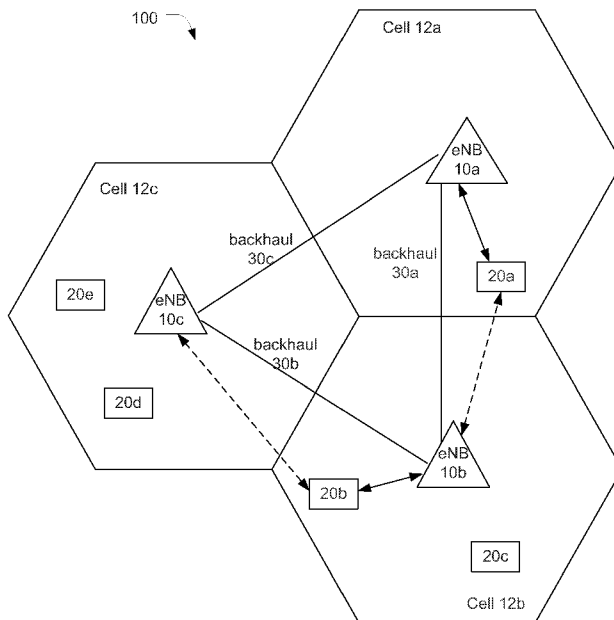 100
Cell 12a
eNB
10a
Cell 12c
backhaul
30c
backhaul
30a
20a
20e
eNB
10c
backhaul
30b
20d
eNB
10b
20b
20c
Cell 12b